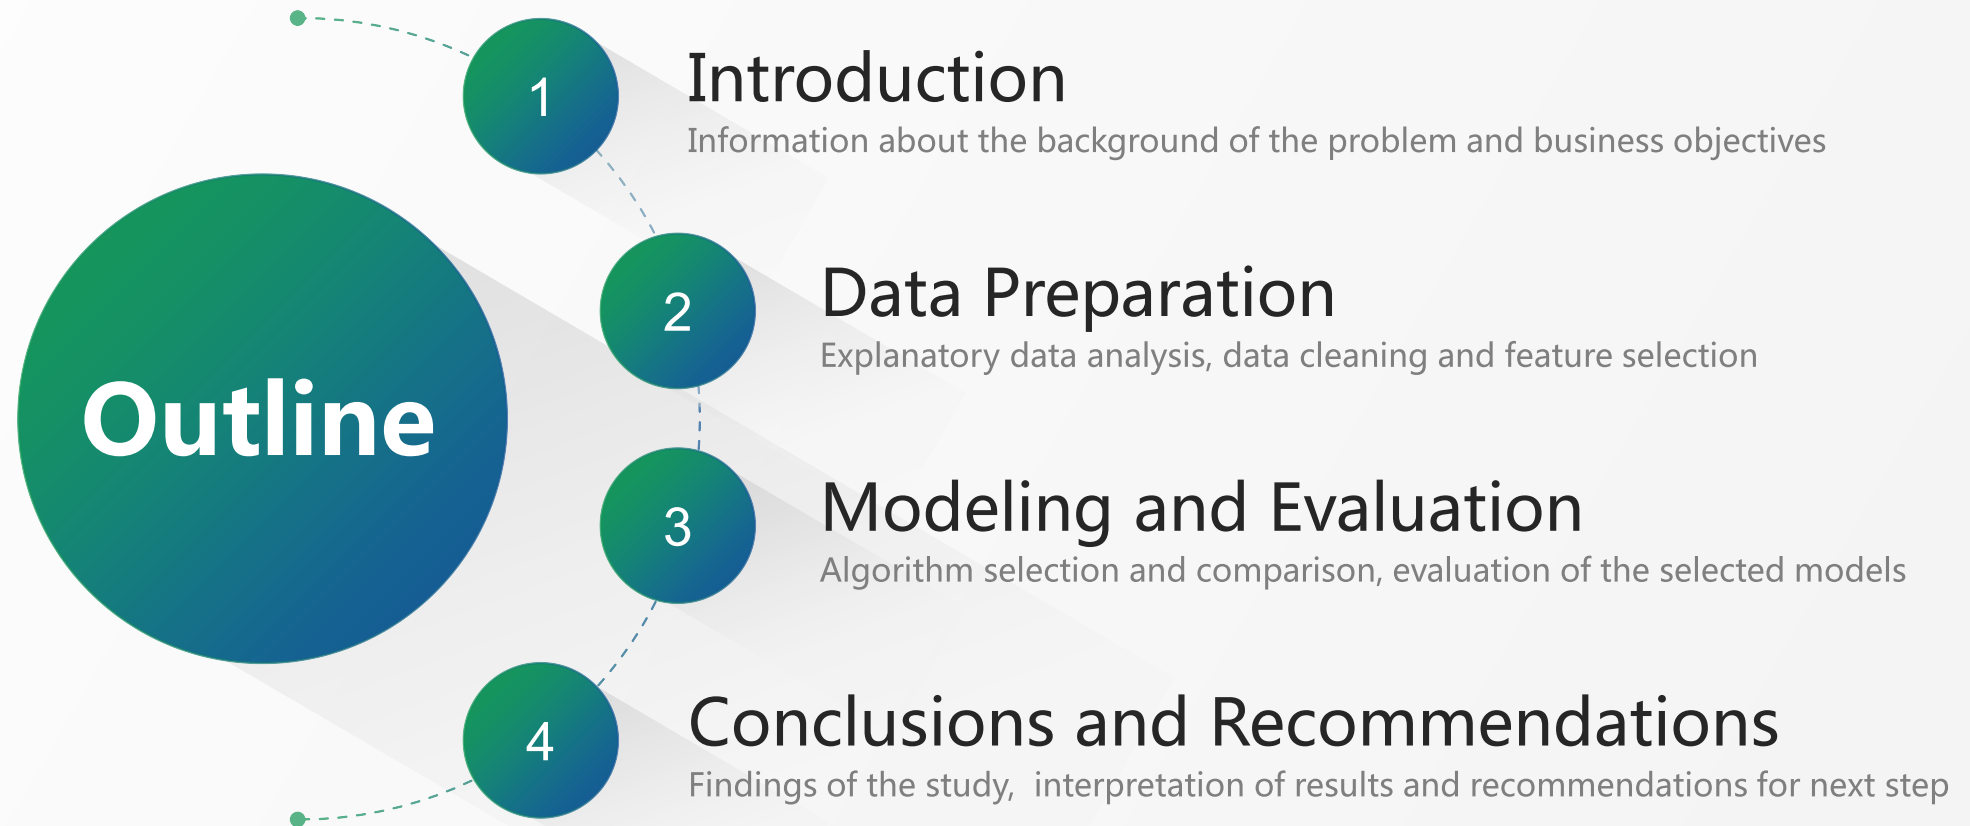 Outline
1
Introduction
Information about the background of the problem and business objectives
2
Data Preparation
Explanatory data analysis, data cleaning and feature selection
3
Modeling and Evaluation
Algorithm selection and comparison, evaluation of the selected models
4
Conclusions and Recommendations
Findings of the study,  interpretation of results and recommendations for next step